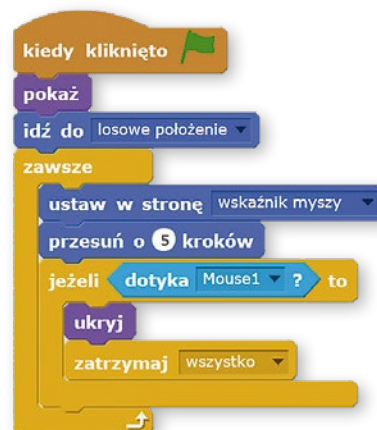 kiedy kliknięto
pokaż
idź do losowe położenie
zawsze
ustaw w stronę wskaźnik myszy
przesuń o 5 kroków
jeżeli dotyka Mouse1 ? to
ukryj
zatrzymaj wszystko